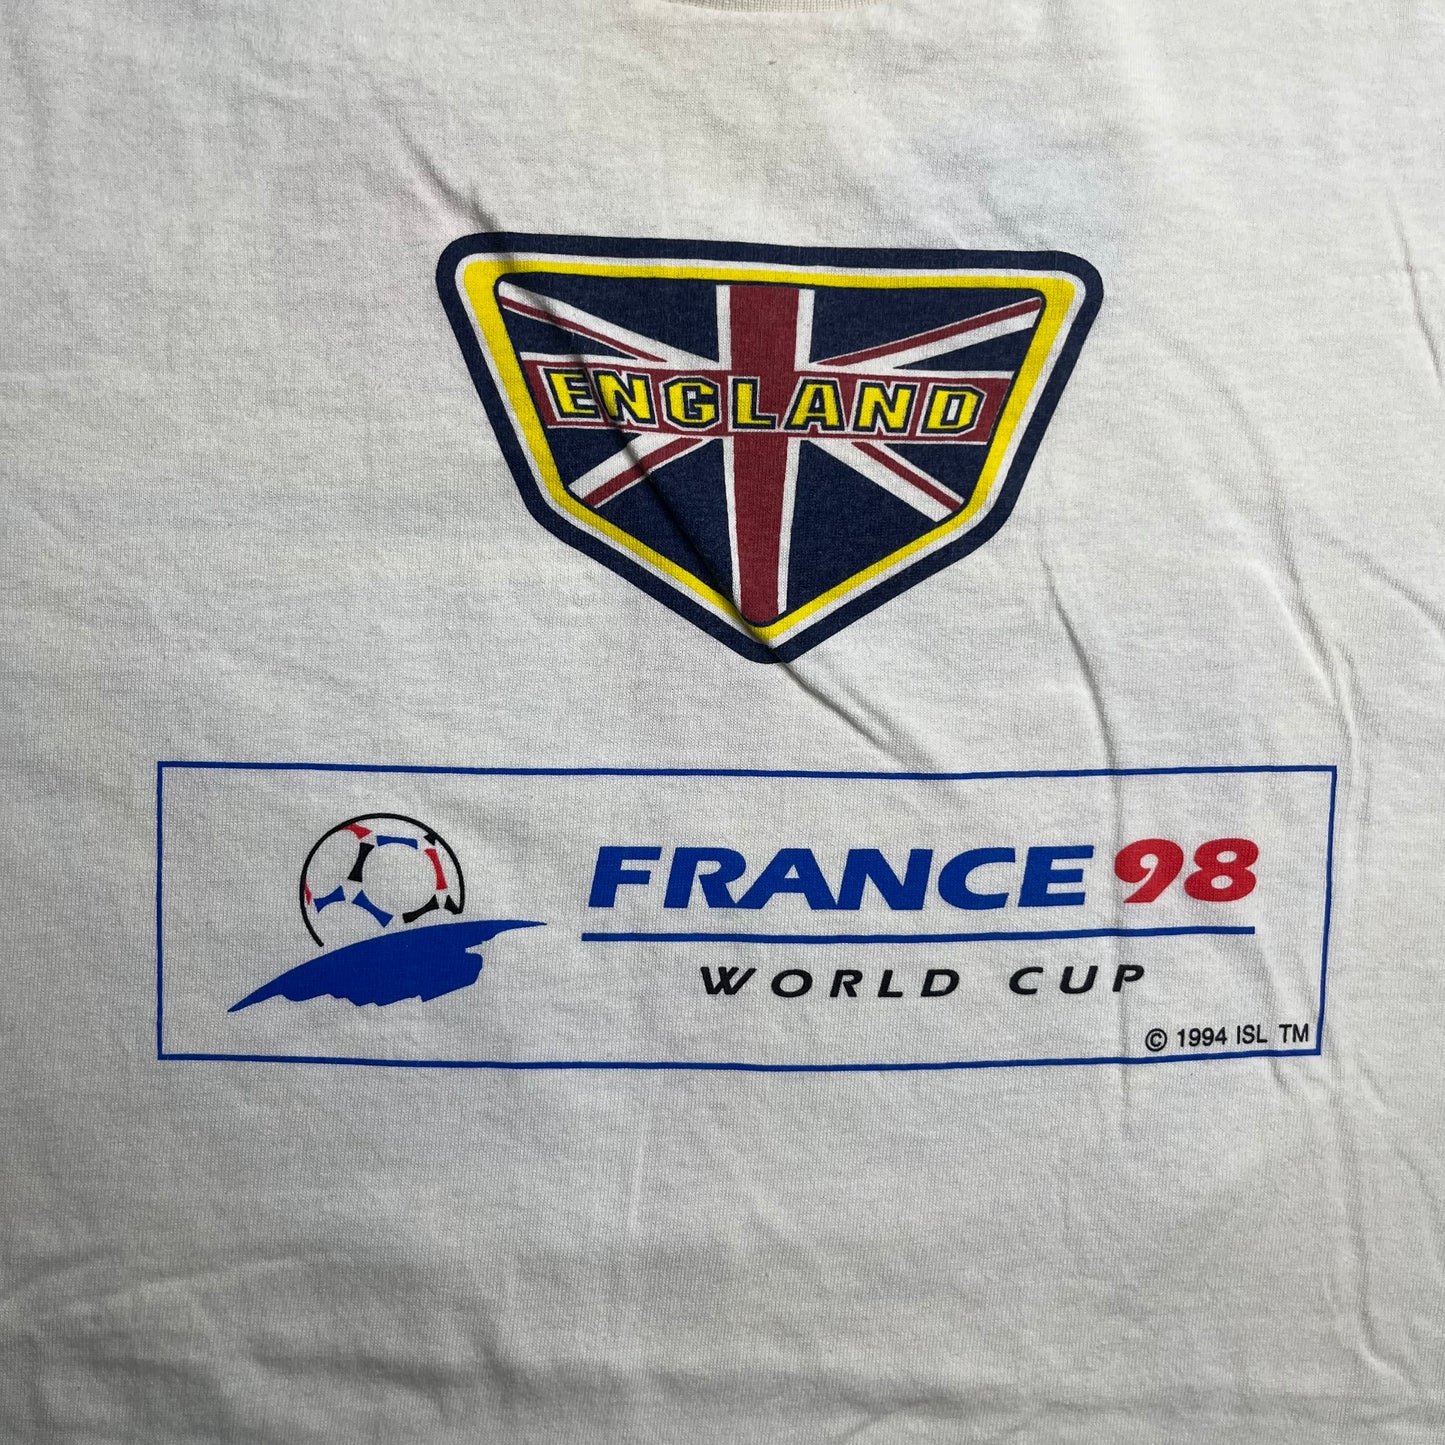 ENGLAND
FRANCE 98
WORLD CUP
© 1994 ISL TM